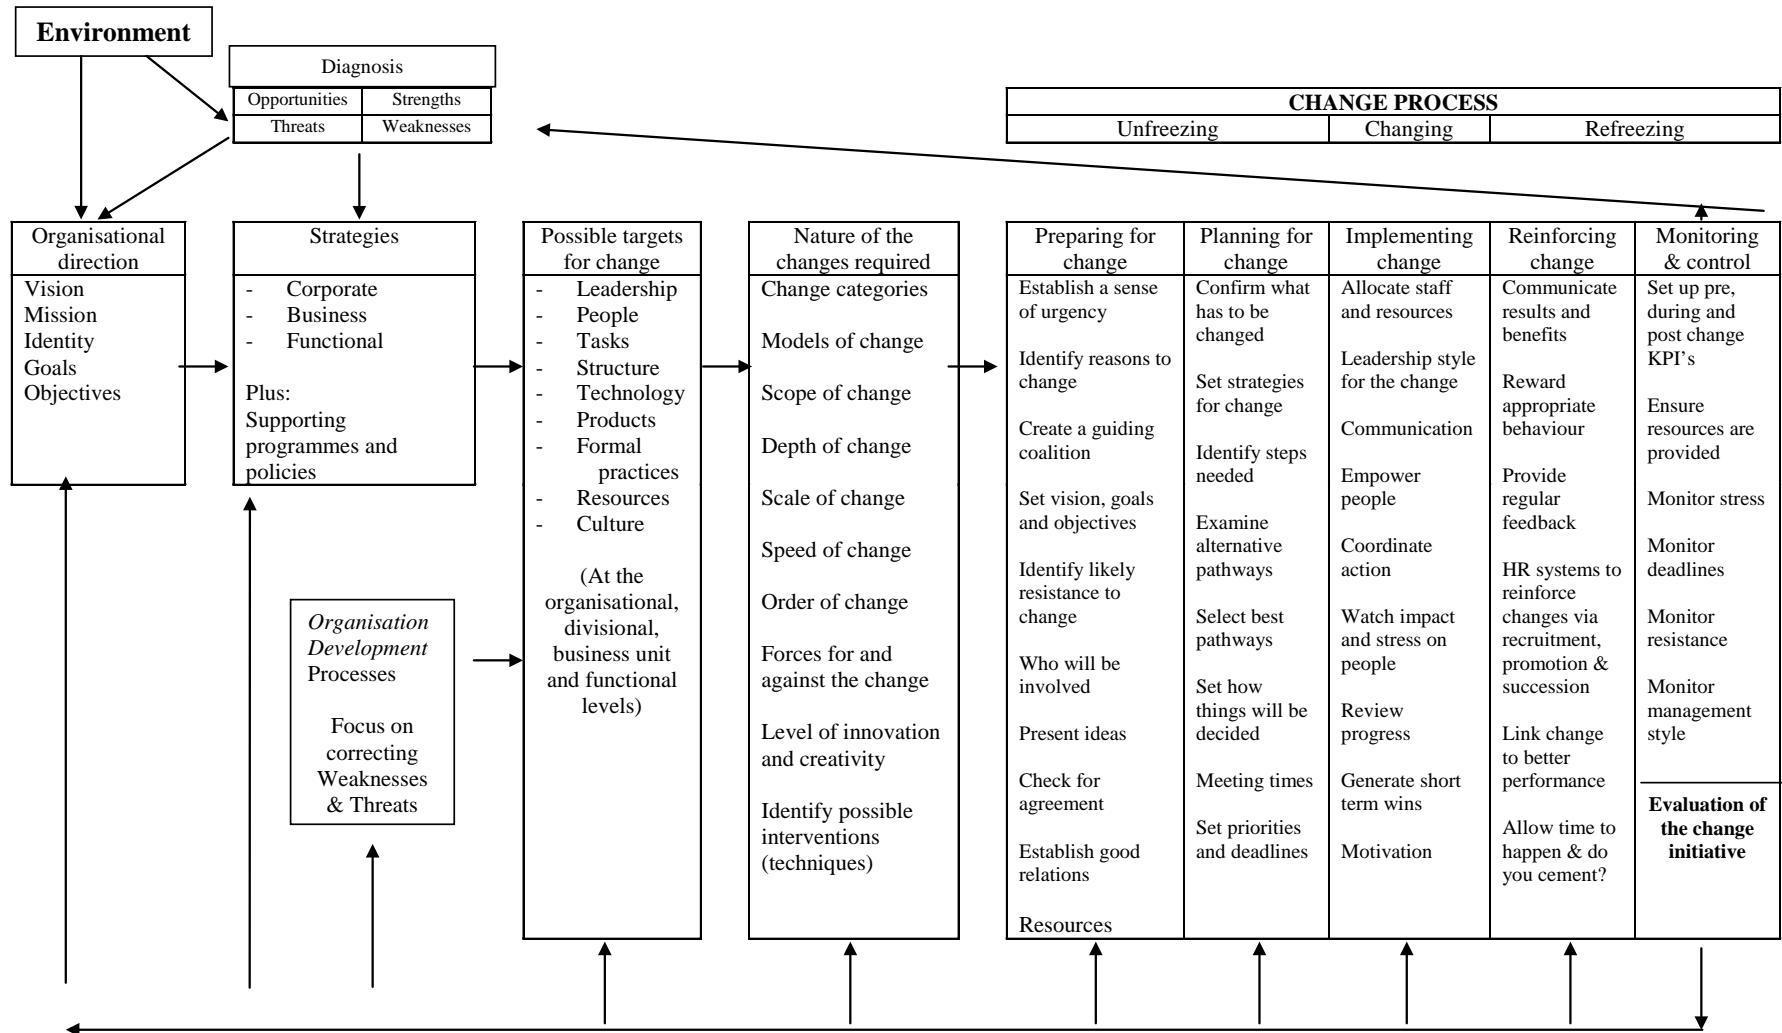 Environment
Diagnosis
Opportunities Strengths
Threats Weaknesses
CHANGE PROCESS
Unfreezing Changing Refreezing
Organisational
direction
Vision
Mission
Identity
Goals
Objectives
Strategies
- Corporate
- Business
- Functional
Plus:
Supporting
programmes and
policies
Organisation
Development
Processes
Focus on
correcting
Weaknesses
& Threats
Possible targets
for change
- Leadership
- People
- Tasks
- Structure
- Technology
- Products
- Formal
practices
- Resources
- Culture
(At the
organisational,
divisional,
business unit
and functional
levels)
Nature of the
changes required
Change categories
Models of change
Scope of change
Depth of change
Scale of change
Speed of change
Order of change
Forces for and
against the change
Level of innovation
and creativity
Identify possible
interventions
(techniques)
Preparing for
change
Establish a sense
of urgency
Identify reasons to
change
Create a guiding
coalition
Set vision, goals
and objectives
Identify likely
resistance to
change
Who will be
involved
Present ideas
Check for
agreement
Establish good
relations
Resources
Planning for
change
Confirm what
has to be
changed
Set strategies
for change
Identify steps
needed
Examine
alternative
pathways
Select best
pathways
Set how
things will be
decided
Meeting times
Set priorities
and deadlines
Implementing
change
Allocate staff
and resources
Leadership style
for the change
Communication
Empower
people
Coordinate
action
Watch impact
and stress on
people
Review
progress
Generate short
term wins
Motivation
Reinforcing
change
Communicate
results and
benefits
Reward
appropriate
behaviour
Provide
regular
feedback
HR systems to
reinforce
changes via
recruitment,
promotion &
succession
Link change
to better
performance
Allow time to
happen & do
you cement?
Monitoring
& control
Set up pre,
during and
post change
KPI's
Ensure
resources are
provided
Monitor stress
Monitor
deadlines
Monitor
resistance
Monitor
management
style
Evaluation of
the change
initiative